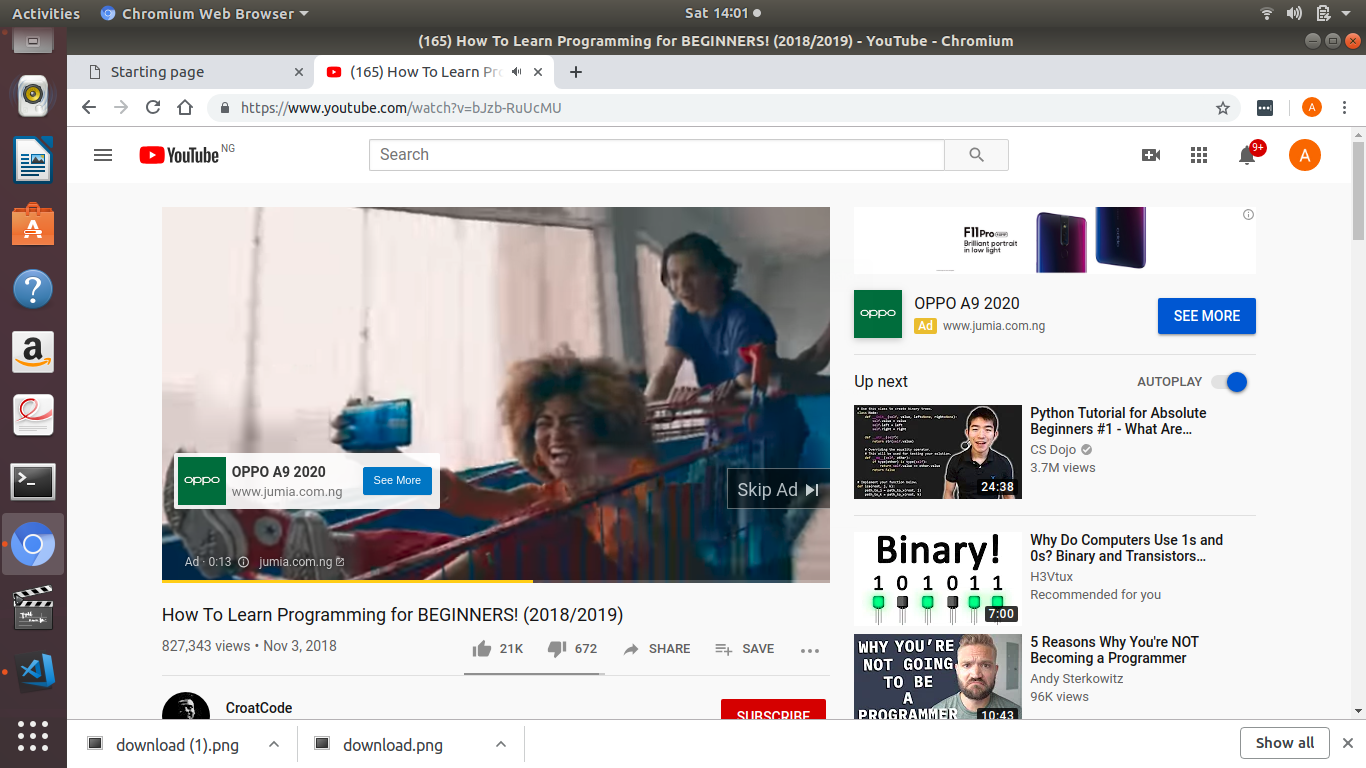 Activities
Chromium Web Browser
Sat 14:01
(165) How To Learn Programming for BEGINNERS! (2018/2019) - YouTube - Chromium
Starting page
(165) How To Learn Pr
https://www.youtube.com/watch?v=bJzb-RuUcMU
A
YouTube NG
Search
9+
A
F11 Pro
Brilliant portrait
in low light
oppo
OPPO A9 2020
Ad www.jumia.com.ng
SEE MORE
Up next
AUTOPLAY
24:38
Python Tutorial for Absolute
Beginners #1 - What Are...
CS Dojo
3.7M views
Binary!
1 0 1 0 1 1
7:00
Why Do Computers Use 1s and
0s? Binary and Transistors...
H3Vtux
Recommended for you
WHY YOU'RE
NOT GOING
TO BE
A
PROGRAMMER
10:43
5 Reasons Why You're NOT
Becoming a Programmer
Andy Sterkowitz
96K views
oppo
OPPO A9 2020
www.jumia.com.ng
See More
Skip Ad
Ad · 0:13
jumia.com.ng
How To Learn Programming for BEGINNERS! (2018/2019)
827,343 views • Nov 3, 2018
21K
672
SHARE
SAVE
CroatCode
SUBSCRIBE
download (1).png
download.png
Show all